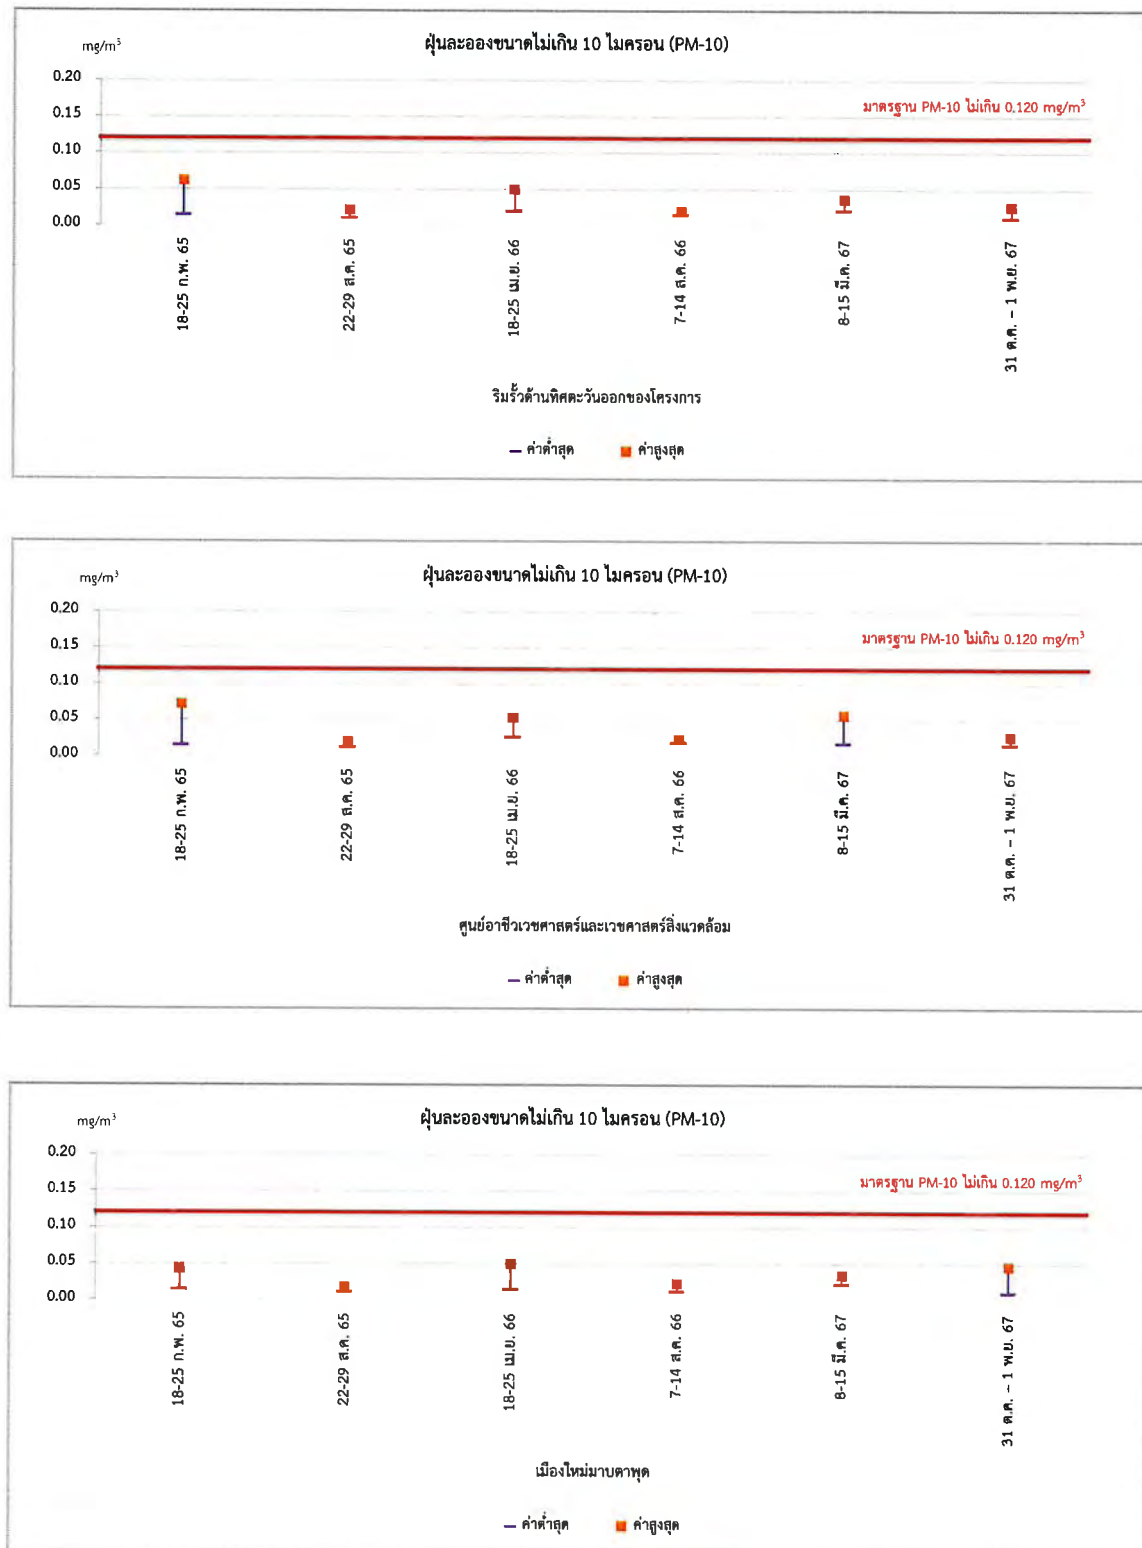 ฝุ่นละอองขนาดไม่เกิน 10 ไมครอน (PM-10)
mg/m³
0.20
0.15
0.10
0.05
0.00
มาตรฐาน PM-10 ไม่เกิน 0.120 mg/m³
18-25 ก.พ. 65
22-29 ส.ค. 65
18-25 เม.ย. 66
7-14 ส.ค. 66
8-15 มี.ค. 67
31 ต.ค. – 1 พ.ย. 67
ริมรั้วด้านทิศตะวันออกของโครงการ
ค่าต่ำสุด ค่าสูงสุด
ฝุ่นละอองขนาดไม่เกิน 10 ไมครอน (PM-10)
mg/m³
0.20
0.15
0.10
0.05
0.00
มาตรฐาน PM-10 ไม่เกิน 0.120 mg/m³
18-25 ก.พ. 65
22-29 ส.ค. 65
18-25 เม.ย. 66
7-14 ส.ค. 66
8-15 มี.ค. 67
31 ต.ค. – 1 พ.ย. 67
ศูนย์อาชีวเวชศาสตร์และเวชศาสตร์สิ่งแวดล้อม
ค่าต่ำสุด ค่าสูงสุด
ฝุ่นละอองขนาดไม่เกิน 10 ไมครอน (PM-10)
mg/m³
0.20
0.15
0.10
0.05
0.00
มาตรฐาน PM-10 ไม่เกิน 0.120 mg/m³
18-25 ก.พ. 65
22-29 ส.ค. 65
18-25 เม.ย. 66
7-14 ส.ค. 66
8-15 มี.ค. 67
31 ต.ค. – 1 พ.ย. 67
เมืองใหม่มาบตาพุด
ค่าต่ำสุด ค่าสูงสุด